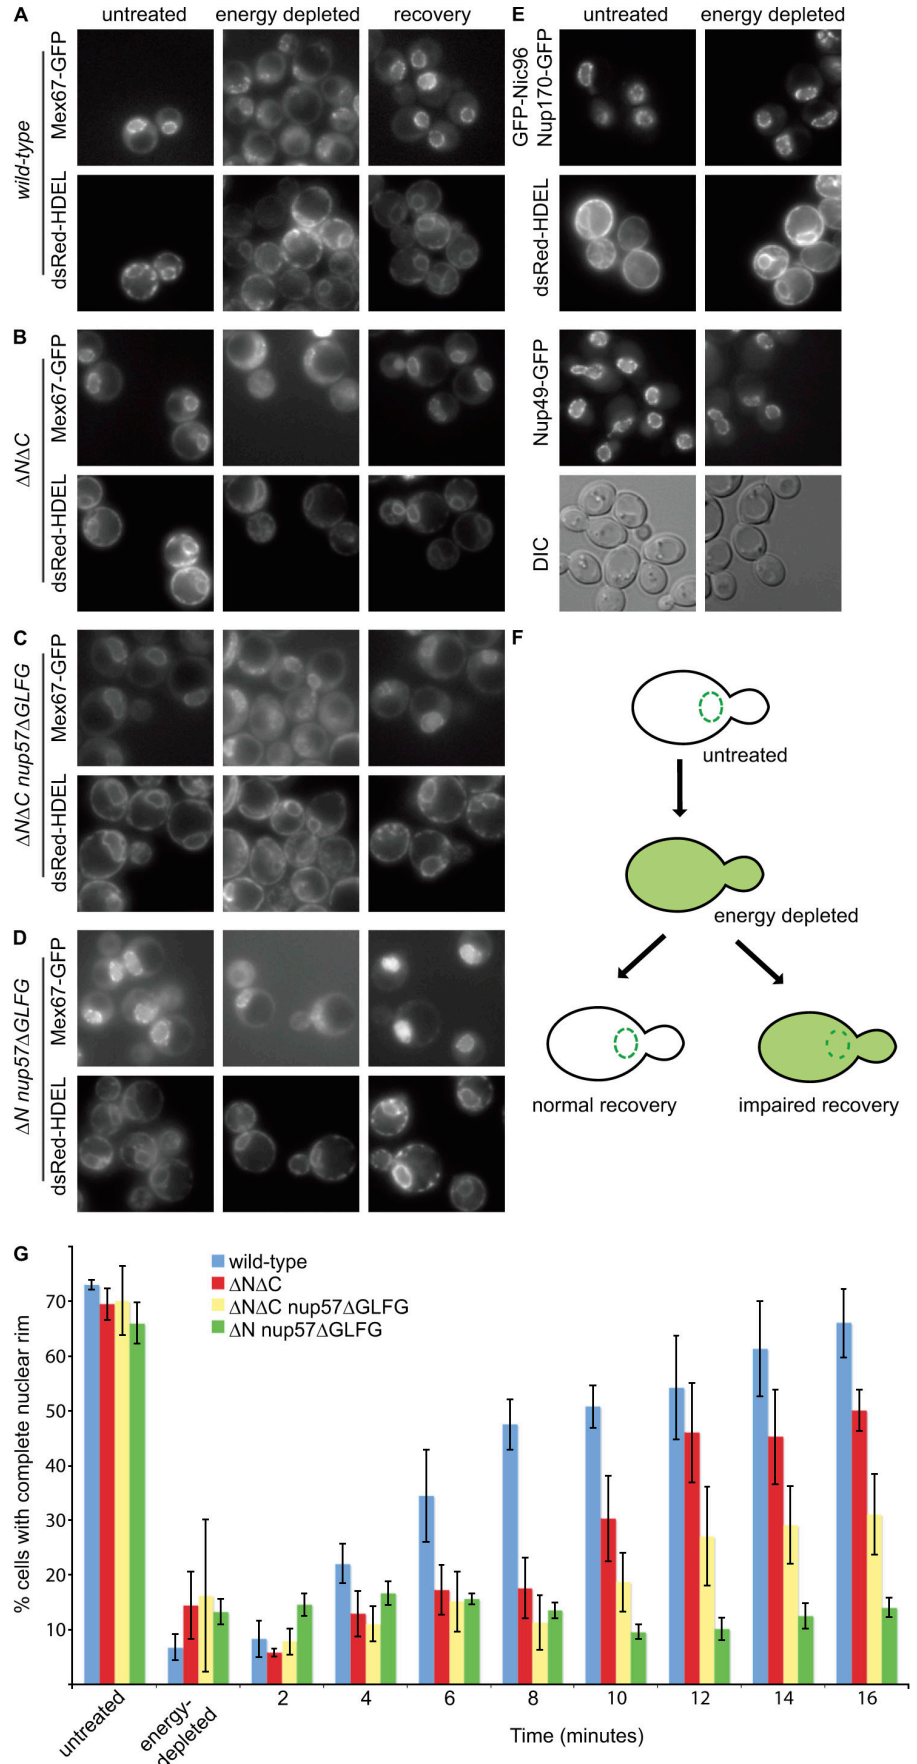 A
untreated
energy depleted
recovery
wild-type
Mex67-GFP
dsRed-HDEL
B
ΔNΔC
Mex67-GFP
dsRed-HDEL
C
ΔNΔC nup57ΔGLFG
Mex67-GFP
dsRed-HDEL
D
ΔN nup57ΔGLFG
Mex67-GFP
dsRed-HDEL
E
untreated
energy depleted
GFP-Nic96
Nup170-GFP
dsRed-HDEL
Nup49-GFP
DIC
F
untreated
energy depleted
normal recovery
impaired recovery
G
wild-type
ΔNΔC
ΔNΔC nup57ΔGLFG
ΔN nup57ΔGLFG
% cells with complete nuclear rim
70
60
50
40
30
20
10
untreated
energy-
depleted
2
4
6
8
10
12
14
16
Time (minutes)